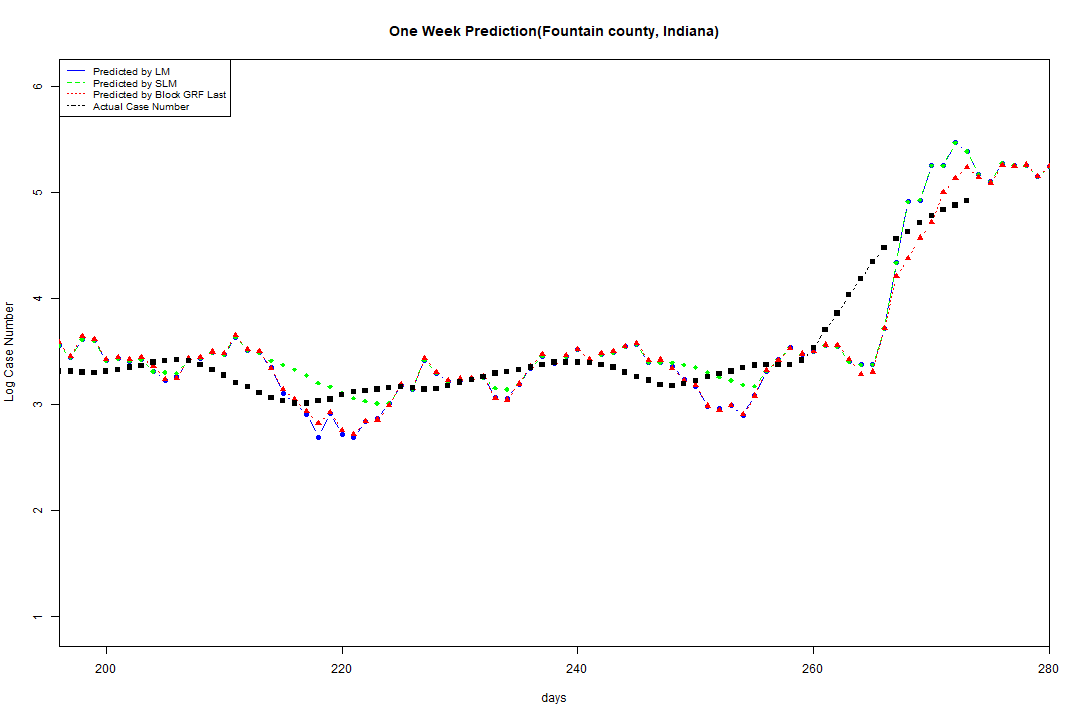 One Week Prediction(Fountain county, Indiana)
Predicted by LM
Predicted by SLM
Predicted by Block GRF Last
Actual Case Number
6
5
4
3
2
1
Log Case Number
200
220
240
260
280
days